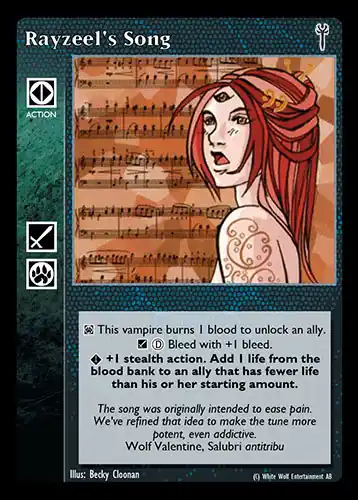 Rayzeel's Song
ACTION
This vampire burns 1 blood to unlock an ally.
D Bleed with +1 bleed.
+1 stealth action. Add 1 life from the
blood bank to an ally that has fewer life
than his or her starting amount.
The song was originally intended to ease pain.
We've refined that idea to make the tune more
potent, even addictive.
Wolf Valentine, Salubri antitribu
Illus: Becky Cloonan
(C) White Wolf Entertainment AB